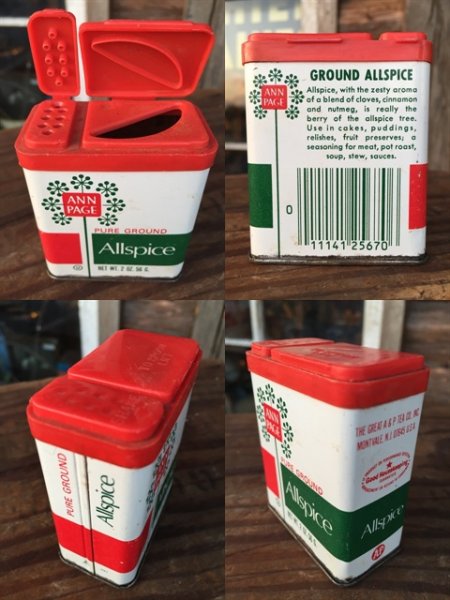 ANN
PAGE
PURE GROUND
Allspice
NET WT. 2 OZ. 56 G.
ANN
PAGE
GROUND ALLSPICE
Allspice, with the zesty aroma
of a blend of cloves, cinnamon
and nutmeg, is really the
berry of the allspice tree.
Use in cakes, puddings,
relishes, fruit preserves; a
seasoning for meat, pot roast,
soup, stew, sauces.
0
11141 25670
PURE GROUND
Allspice
ANN
PAGE
PURE GROUND
Allspice
THE GREAT A & P TEA CO. INC.
MONTVALE, N.J. 07645 U.S.A.
Good Housekeeping
Allspice
A&P